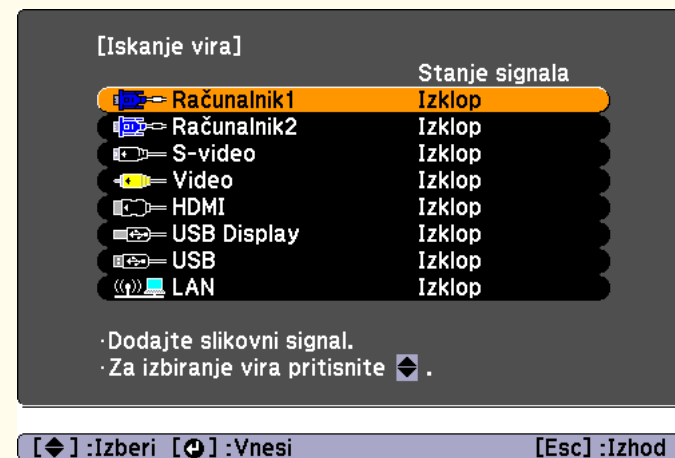 [Iskanje vira]
Stanje signala
Računalnik1 Izklop
Računalnik2 Izklop
S-video Izklop
Video Izklop
HDMI Izklop
USB Display Izklop
USB Izklop
LAN Izklop
·Dodajte slikovni signal.
·Za izbiranje vira pritisnite ◆ .
[◆] :Izberi [↵] :Vnesi [Esc] :Izhod